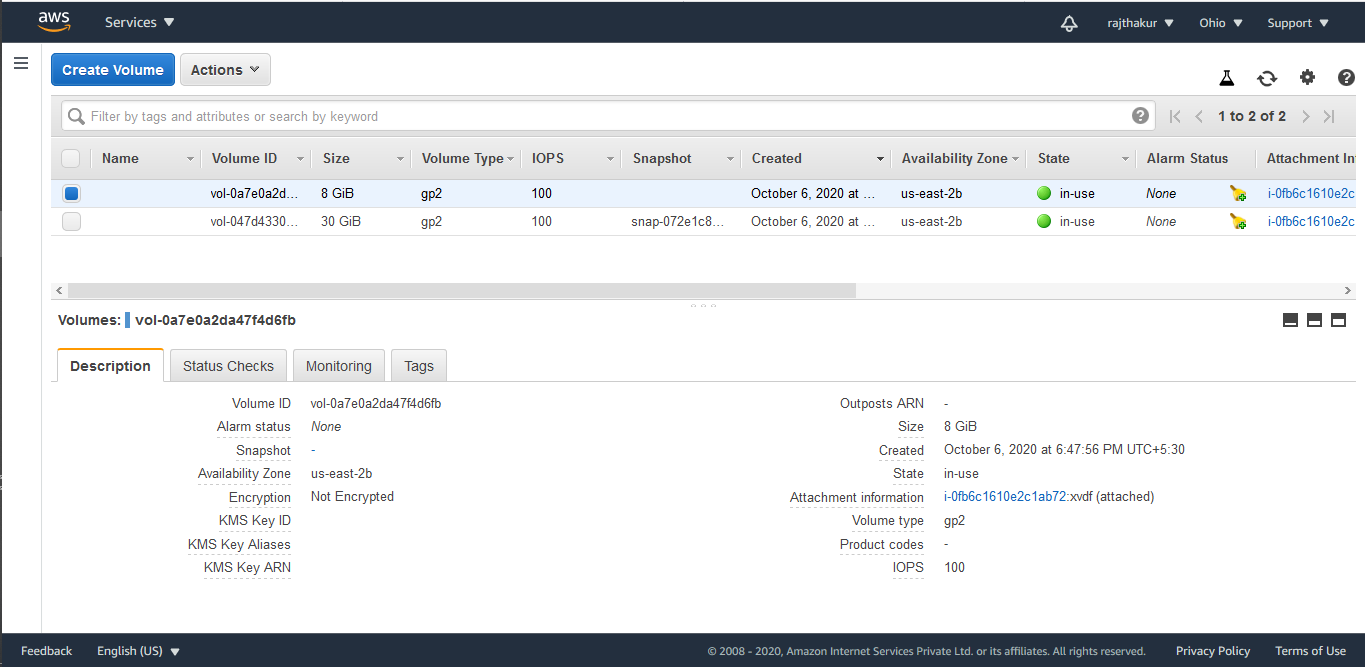 aws Services rajthakur Ohio Support
Create Volume Actions
Filter by tags and attributes or search by keyword 1 to 2 of 2
Name Volume ID Size Volume Type IOPS Snapshot Created Availability Zone State Alarm Status Attachment In
vol-0a7e0a2d... 8 GiB gp2 100 October 6, 2020 at ... us-east-2b in-use None i-0fb6c1610e2c
vol-047d4330... 30 GiB gp2 100 snap-072e1c8... October 6, 2020 at ... us-east-2b in-use None i-0fb6c1610e2c
Volumes: vol-0a7e0a2da47f4d6fb
Description Status Checks Monitoring Tags
Volume ID vol-0a7e0a2da47f4d6fb Outposts ARN -
Alarm status None Size 8 GiB
Snapshot - Created October 6, 2020 at 6:47:56 PM UTC+5:30
Availability Zone us-east-2b State in-use
Encryption Not Encrypted Attachment information i-0fb6c1610e2c1ab72:xvdf (attached)
KMS Key ID Volume type gp2
KMS Key Aliases Product codes -
KMS Key ARN IOPS 100
Feedback English (US) © 2008 - 2020, Amazon Internet Services Private Ltd. or its affiliates. All rights reserved. Privacy Policy Terms of Use